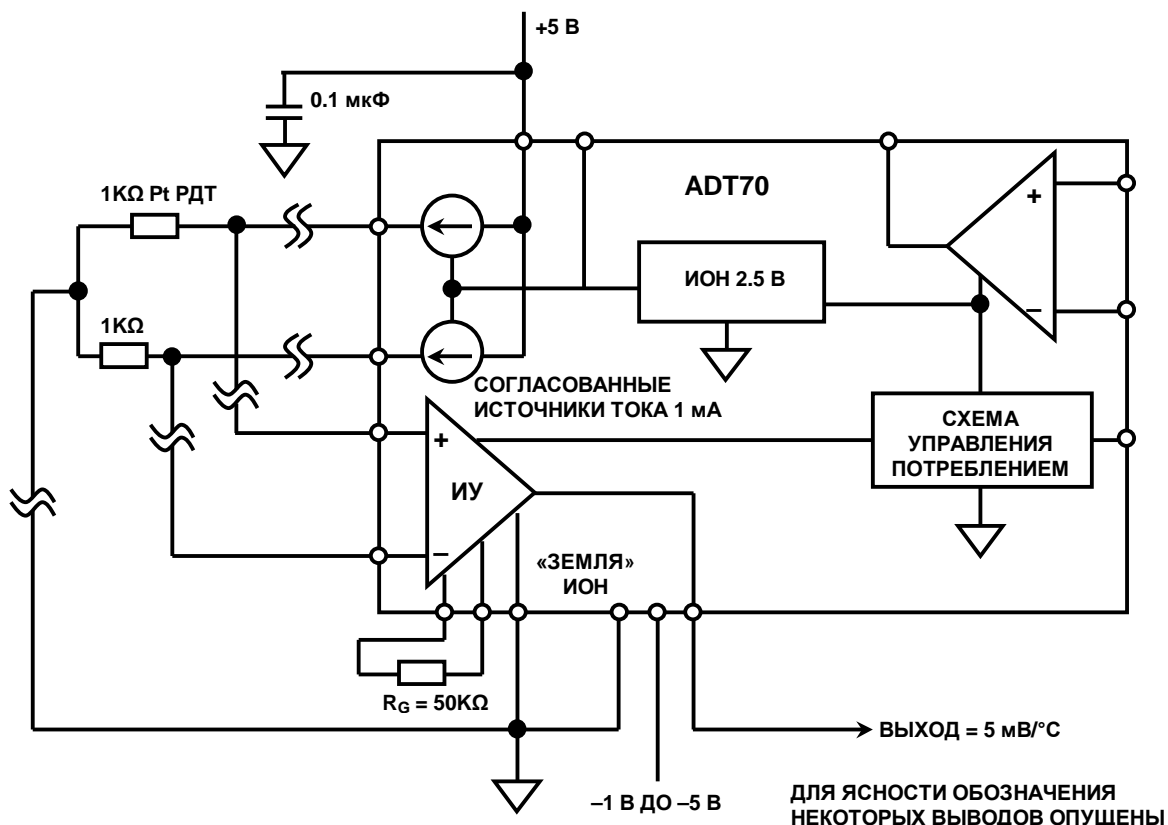 +5 В
0.1 мкФ
ADT70
1KΩ Pt РДТ
+
ИОН 2.5 В
–
1KΩ
СОГЛАСОВАННЫЕ
ИСТОЧНИКИ ТОКА 1 мА
СХЕМА
УПРАВЛЕНИЯ
ПОТРЕБЛЕНИЕМ
+
ИУ
–
«ЗЕМЛЯ»
ИОН
RG = 50KΩ
ВЫХОД = 5 мВ/°C
–1 В ДО –5 В
ДЛЯ ЯСНОСТИ ОБОЗНАЧЕНИЯ
НЕКОТОРЫХ ВЫВОДОВ ОПУЩЕНЫ